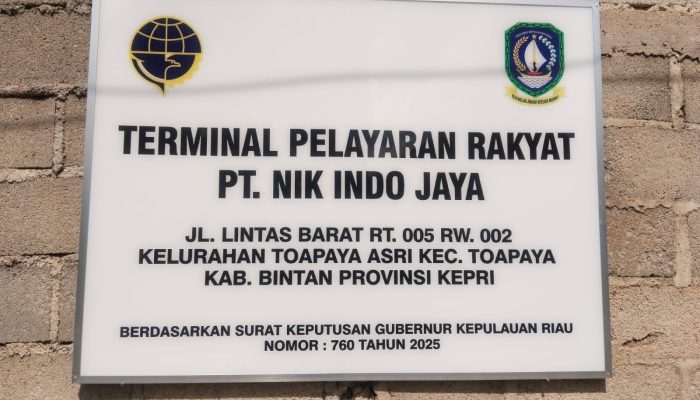 TERMINAL PELAYARAN RAKYAT
PT. NIK INDO JAYA
JL. LINTAS BARAT RT. 005 RW. 002
KELURAHAN TOAPAYA ASRI KEC. TOAPAYA
KAB. BINTAN PROVINSI KEPRI
BERDASARKAN SURAT KEPUTUSAN GUBERNUR KEPULAUAN RIAU
NOMOR : 760 TAHUN 2025